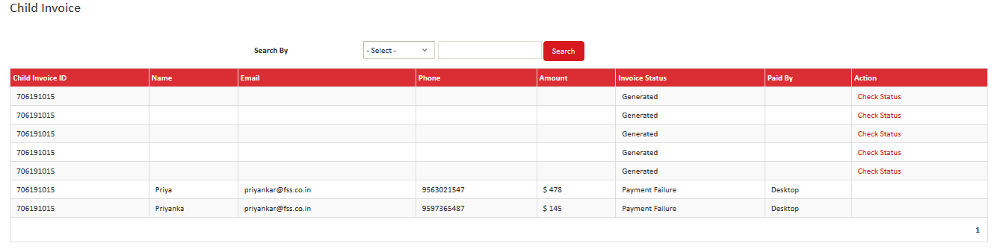 Child Invoice
Search By - Select - Search
Child Invoice ID Name Email Phone Amount Invoice Status Paid By Action
706191015 Generated Check Status
706191015 Generated Check Status
706191015 Generated Check Status
706191015 Generated Check Status
706191015 Generated Check Status
706191015 Priya priyankar@fss.co.in 9563021547 $ 478 Payment Failure Desktop
706191015 Priyanka priyankar@fss.co.in 9597365487 $ 145 Payment Failure Desktop
1